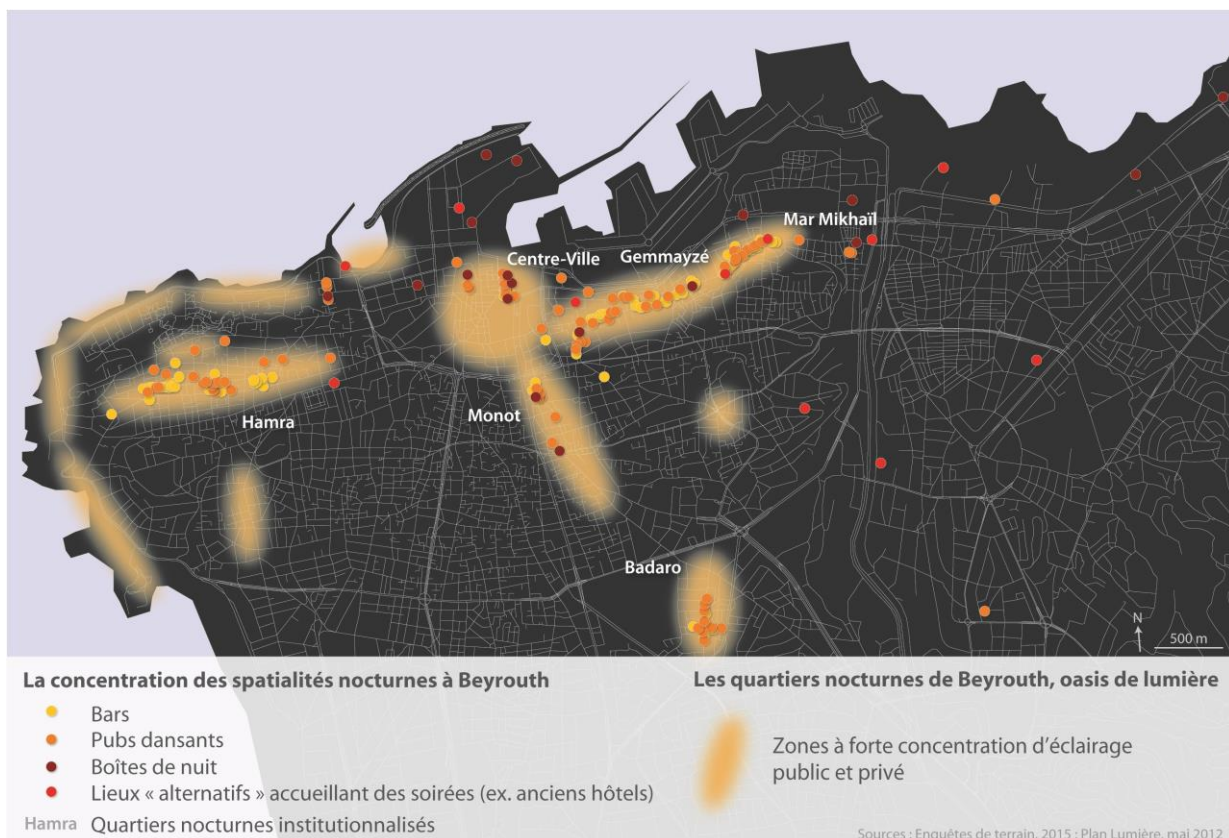 Mar Mikhaïl
Centre-Ville
Gemmayzé
Hamra
Monot
Badaro
N
500 m
La concentration des spatialités nocturnes à Beyrouth
Bars
Pubs dansants
Boîtes de nuit
Lieux « alternatifs » accueillant des soirées (ex. anciens hôtels)
Hamra Quartiers nocturnes institutionnalisés
Les quartiers nocturnes de Beyrouth, oasis de lumière
Zones à forte concentration d'éclairage
public et privé
Sources : Enquêtes de terrain, 2015 ; Plan Lumière, mai 2012